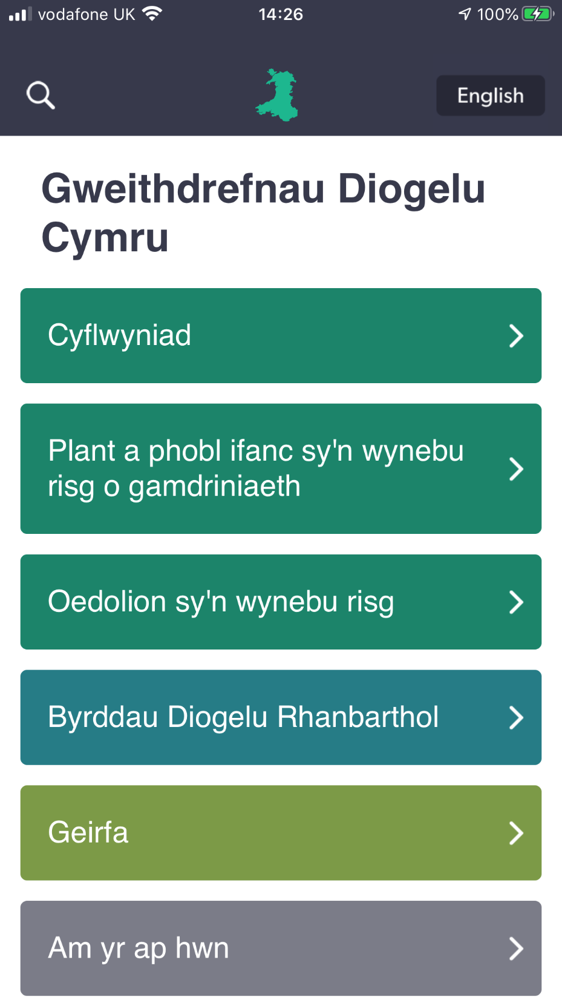 vodafone UK 14:26 100%
English
Gweithdrefnau Diogelu
Cymru
Cyflwyniad
Plant a phobl ifanc sy'n wynebu
risg o gamdriniaeth
Oedolion sy'n wynebu risg
Byrddau Diogelu Rhanbarthol
Geirfa
Am yr ap hwn